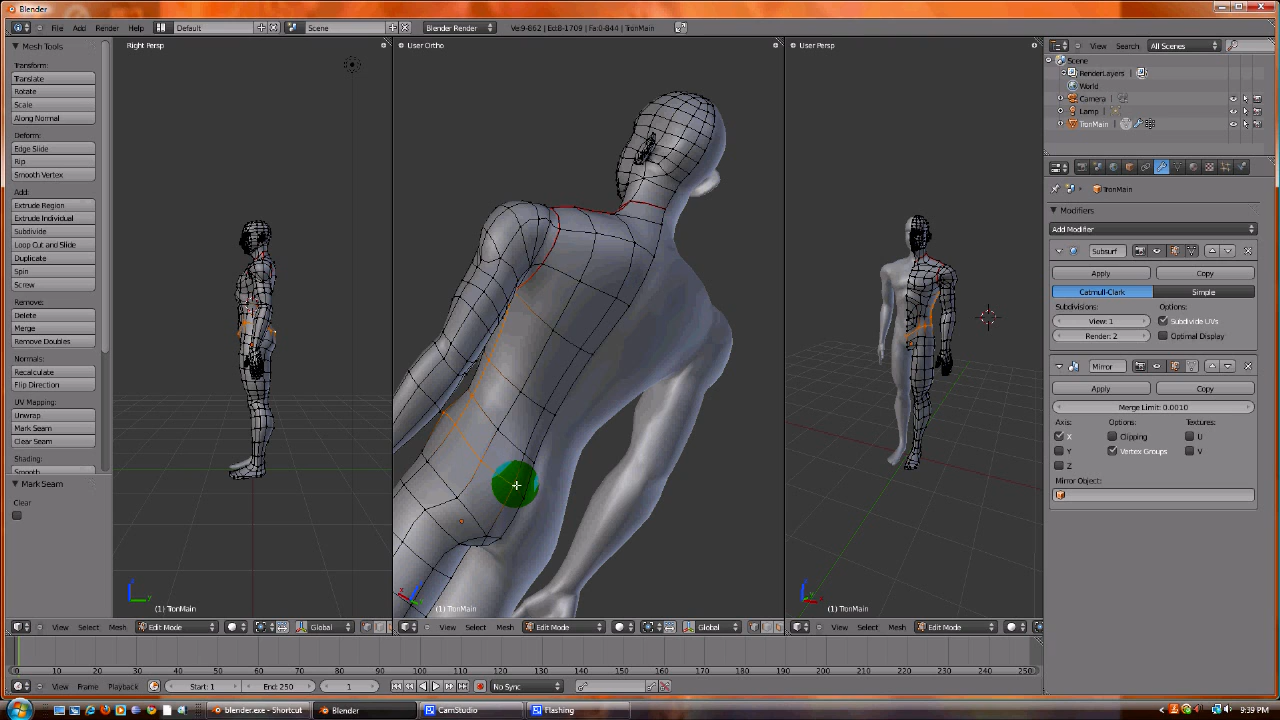 Blender
File Add Render Help Default Scene Blender Render Ve:9-862 | Ed:8-1709 | Fa:0-844 | TronMain
Mesh Tools
Transform:
Translate
Rotate
Scale
Along Normal
Deform:
Edge Slide
Rip
Smooth Vertex
Add:
Extrude Region
Extrude Individual
Subdivide
Loop Cut and Slide
Duplicate
Spin
Screw
Remove:
Delete
Merge
Remove Doubles
Normals:
Recalculate
Flip Direction
UV Mapping:
Unwrap
Mark Seam
Clear Seam
Shading:
Smooth
Mark Seam
Clear
Right Persp
(1) TronMain
User Ortho
(1) TronMain
User Persp
(1) TronMain
View Search All Scenes
Scene
RenderLayers
World
Camera
Lamp
TronMain
TronMain
Modifiers
Add Modifier
Subsurf
Apply Copy
Catmull-Clark Simple
Subdivisions: Options:
View: 1 Subdivide UVs
Render: 2 Optimal Display
Mirror
Apply Copy
Merge Limit: 0.0010
Axis: Options: Textures:
X Clipping U
Y Vertex Groups V
Z
Mirror Object:
View Select Mesh Edit Mode Global
View Select Mesh Edit Mode Global
View Select Mesh Edit Mode
0 10 20 30 40 50 60 70 80 90 100 110 120 130 140 150 160 170 180 190 200 210 220 230 240 250
View Frame Playback Start: 1 End: 250 1 No Sync
blender.exe - Shortcut Blender CamStudio Flashing 9:39 PM